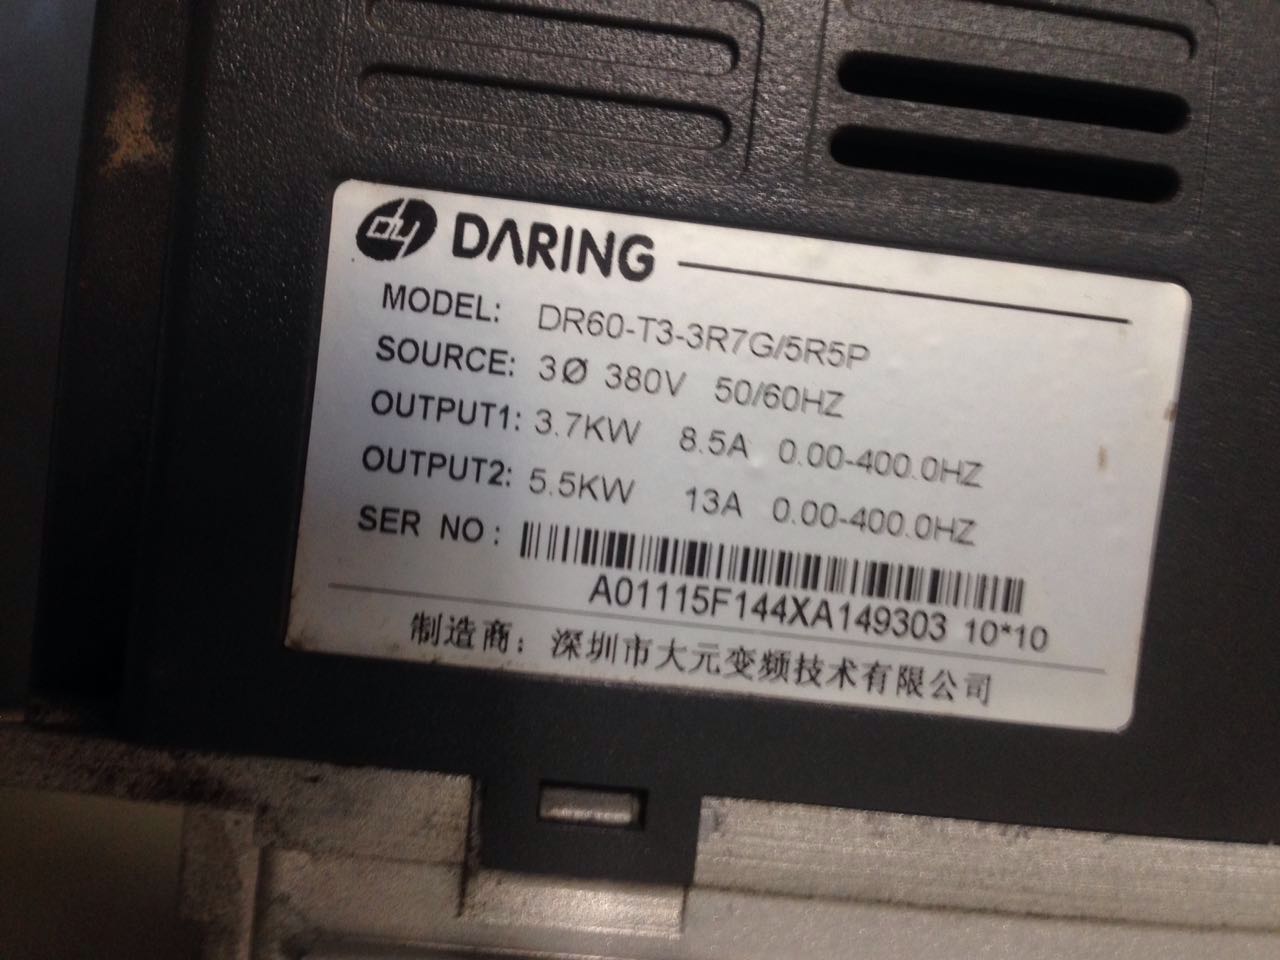 dy DARING
MODEL: DR60-T3-3R7G/5R5P
SOURCE: 3Ø 380V 50/60HZ
OUTPUT1: 3.7KW 8.5A 0.00-400.0HZ
OUTPUT2: 5.5KW 13A 0.00-400.0HZ
SER NO:
A01115F144XA149303 10*10
制造商：深圳市大元变频技术有限公司